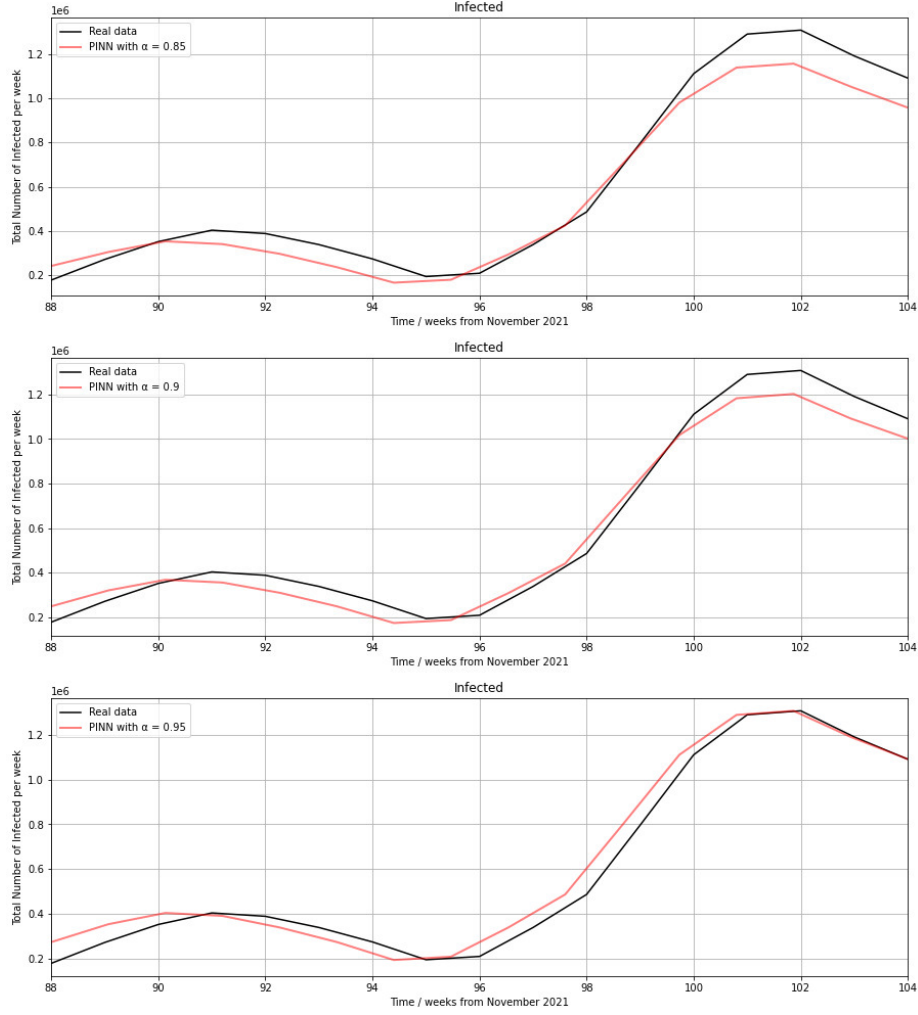 Infected
1e6
Real data
PINN with α = 0.85
Total Number of Infected per week
1.2
1.0
0.8
0.6
0.4
0.2
88 90 92 94 96 98 100 102 104
Time / weeks from November 2021
Infected
1e6
Real data
PINN with α = 0.9
Total Number of Infected per week
1.2
1.0
0.8
0.6
0.4
0.2
88 90 92 94 96 98 100 102 104
Time / weeks from November 2021
Infected
1e6
Real data
PINN with α = 0.95
Total Number of Infected per week
1.2
1.0
0.8
0.6
0.4
0.2
88 90 92 94 96 98 100 102 104
Time / weeks from November 2021